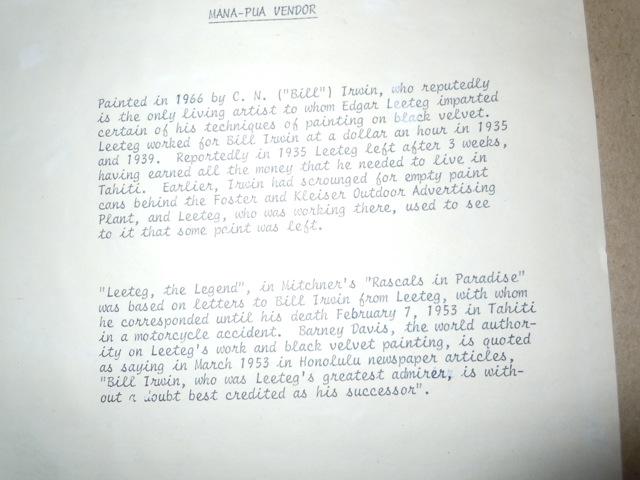 MANA-PUA VENDOR
Painted in 1966 by C. N. ("Bill") Irwin, who reputedly
is the only living artist to whom Edgar Leeteg imparted
certain of his techniques of painting on black velvet.
Leeteg worked for Bill Irwin at a dollar an hour in 1935
and 1939. Reportedly in 1935 Leeteg left after 3 weeks,
having earned all the money that he needed to live in
Tahiti. Earlier, Irwin had scrounged for empty paint
cans behind the Foster and Kleiser Outdoor Advertising
Plant, and Leeteg, who was working there, used to see
to it that some paint was left.
"Leeteg, the Legend", in Mitchner's "Rascals in Paradise"
was based on letters to Bill Irwin from Leeteg, with whom
he corresponded until his death February 7, 1953 in Tahiti
in a motorcycle accident. Barney Davis, the world author-
ity on Leeteg's work and black velvet painting, is quoted
as saying in March 1953 in Honolulu newspaper articles,
"Bill Irwin, who was Leeteg's greatest admirer, is with-
out a doubt best credited as his successor".